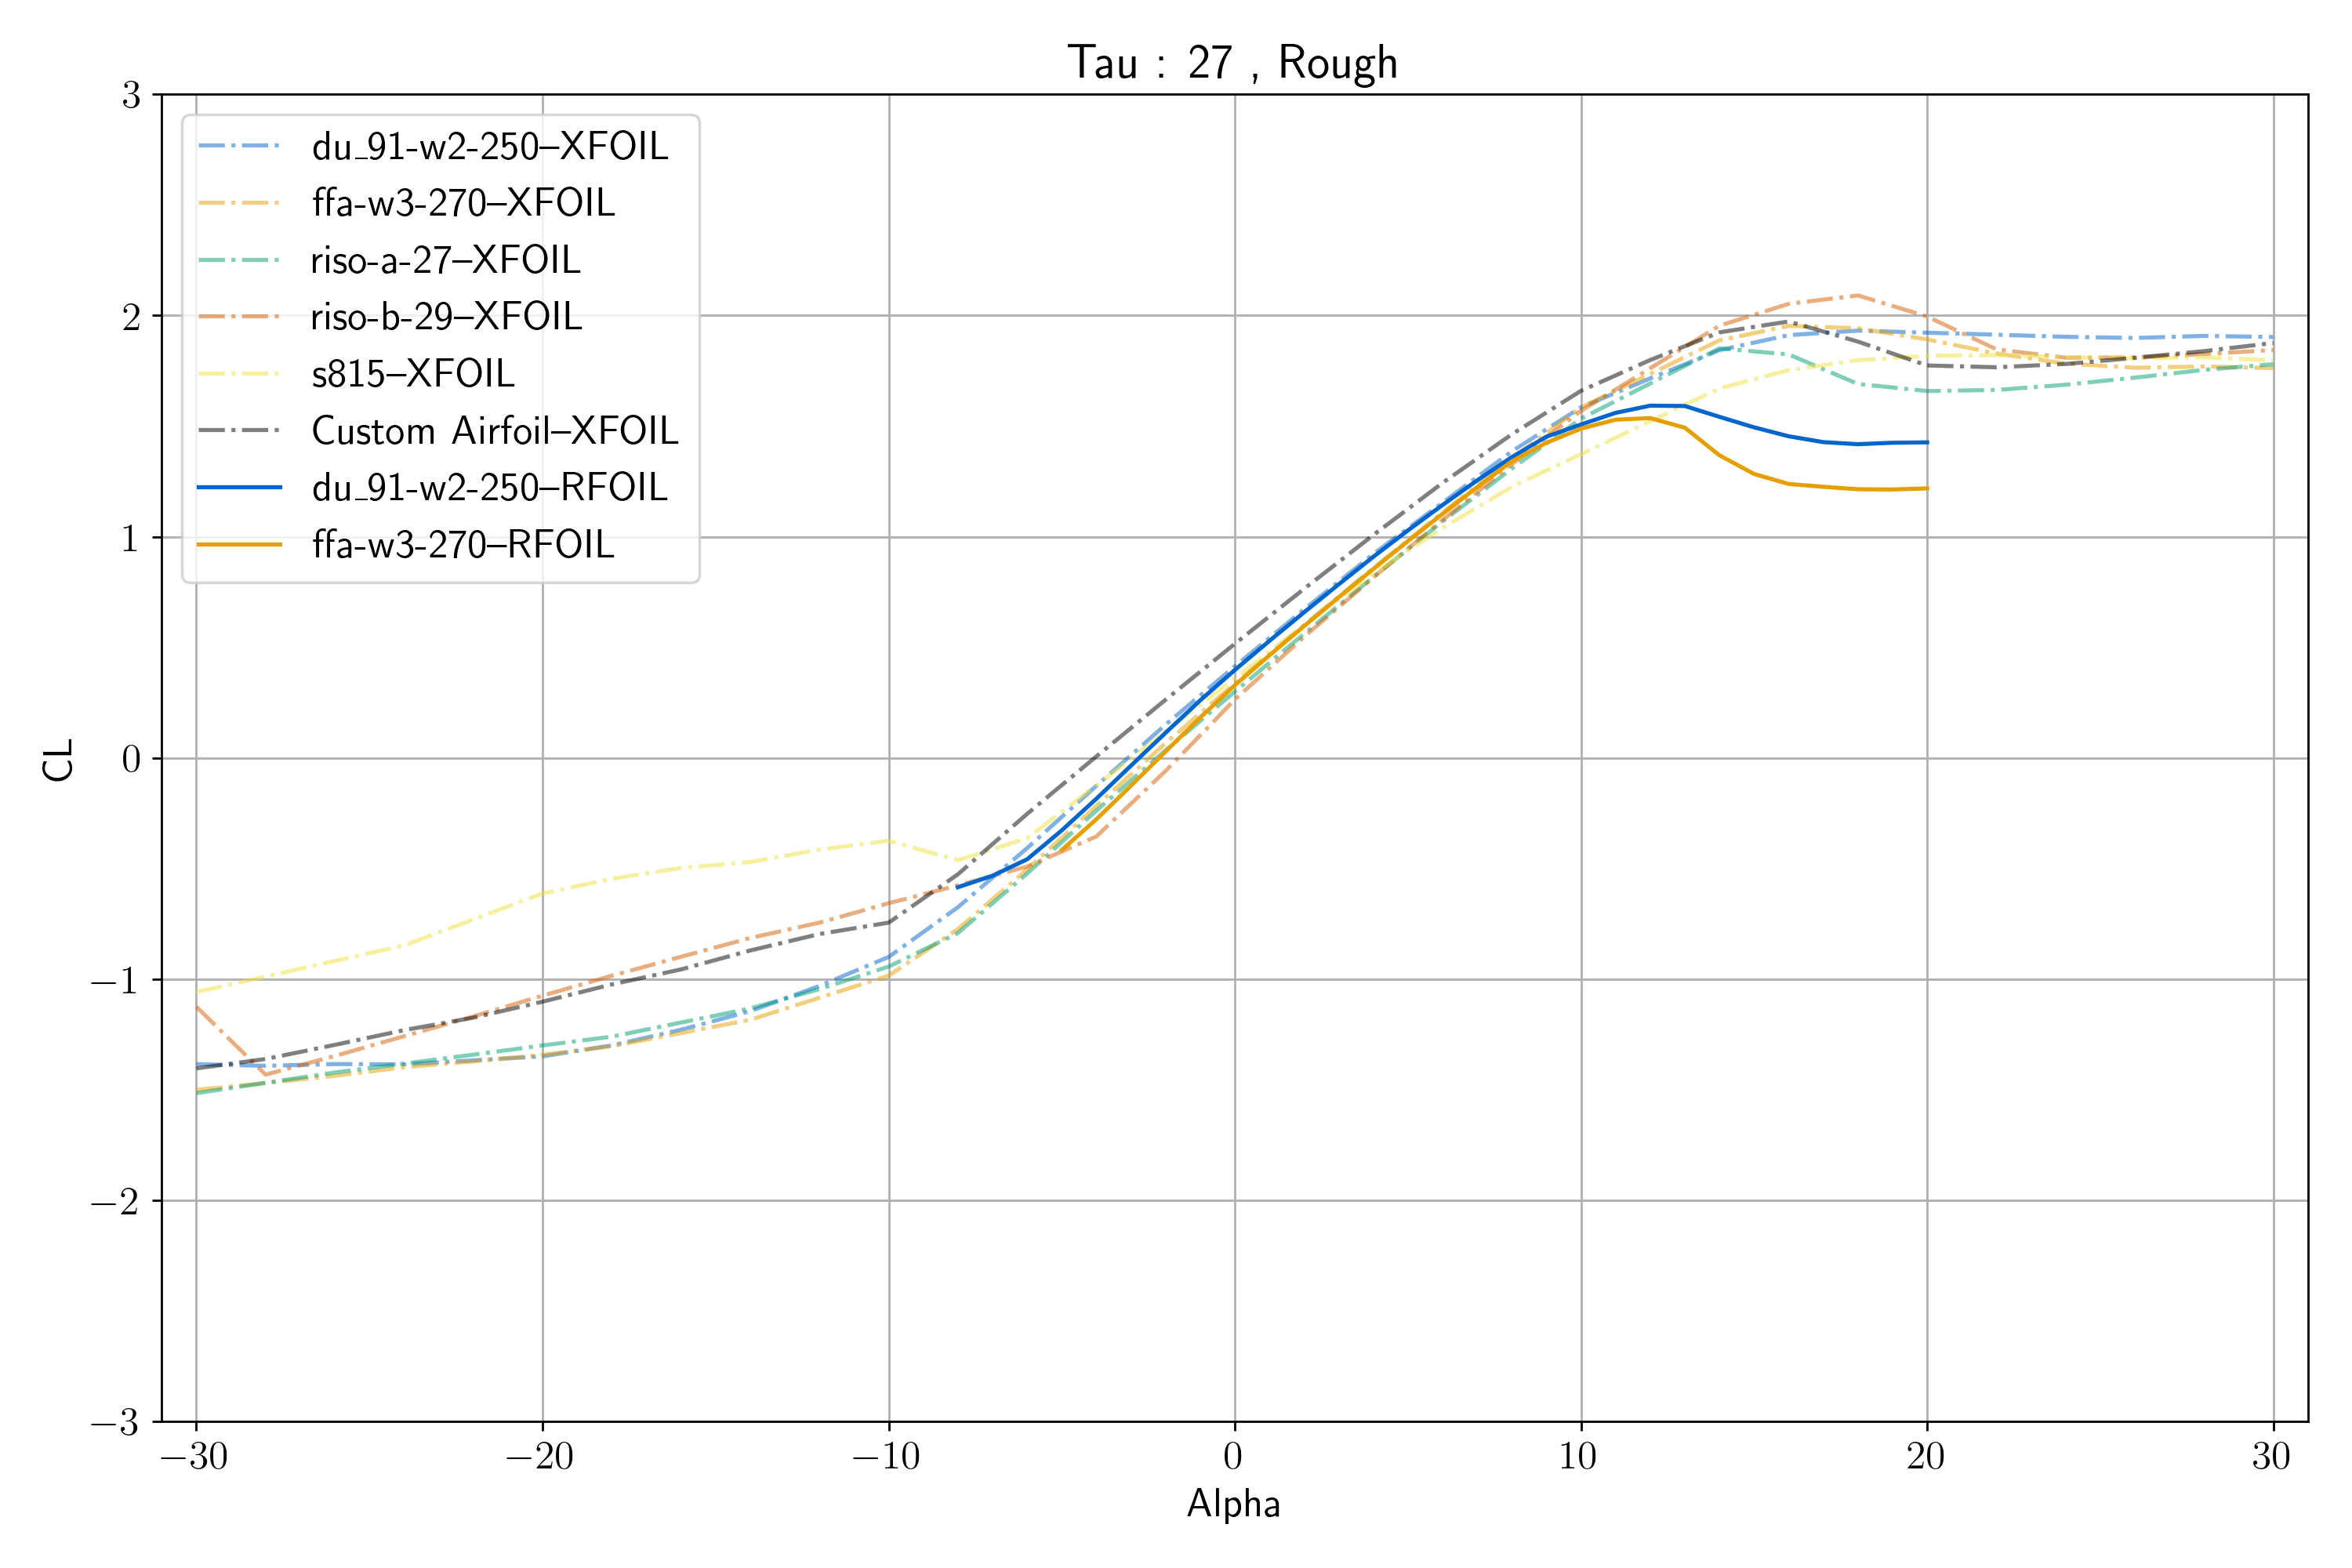 Tau : 27 , Rough
3
2
1
0
−1
−2
−3
CL
du_91-w2-250–XFOIL
ffa-w3-270–XFOIL
riso-a-27–XFOIL
riso-b-29–XFOIL
s815–XFOIL
Custom Airfoil–XFOIL
du_91-w2-250–RFOIL
ffa-w3-270–RFOIL
−30 −20 −10 0 10 20 30
Alpha